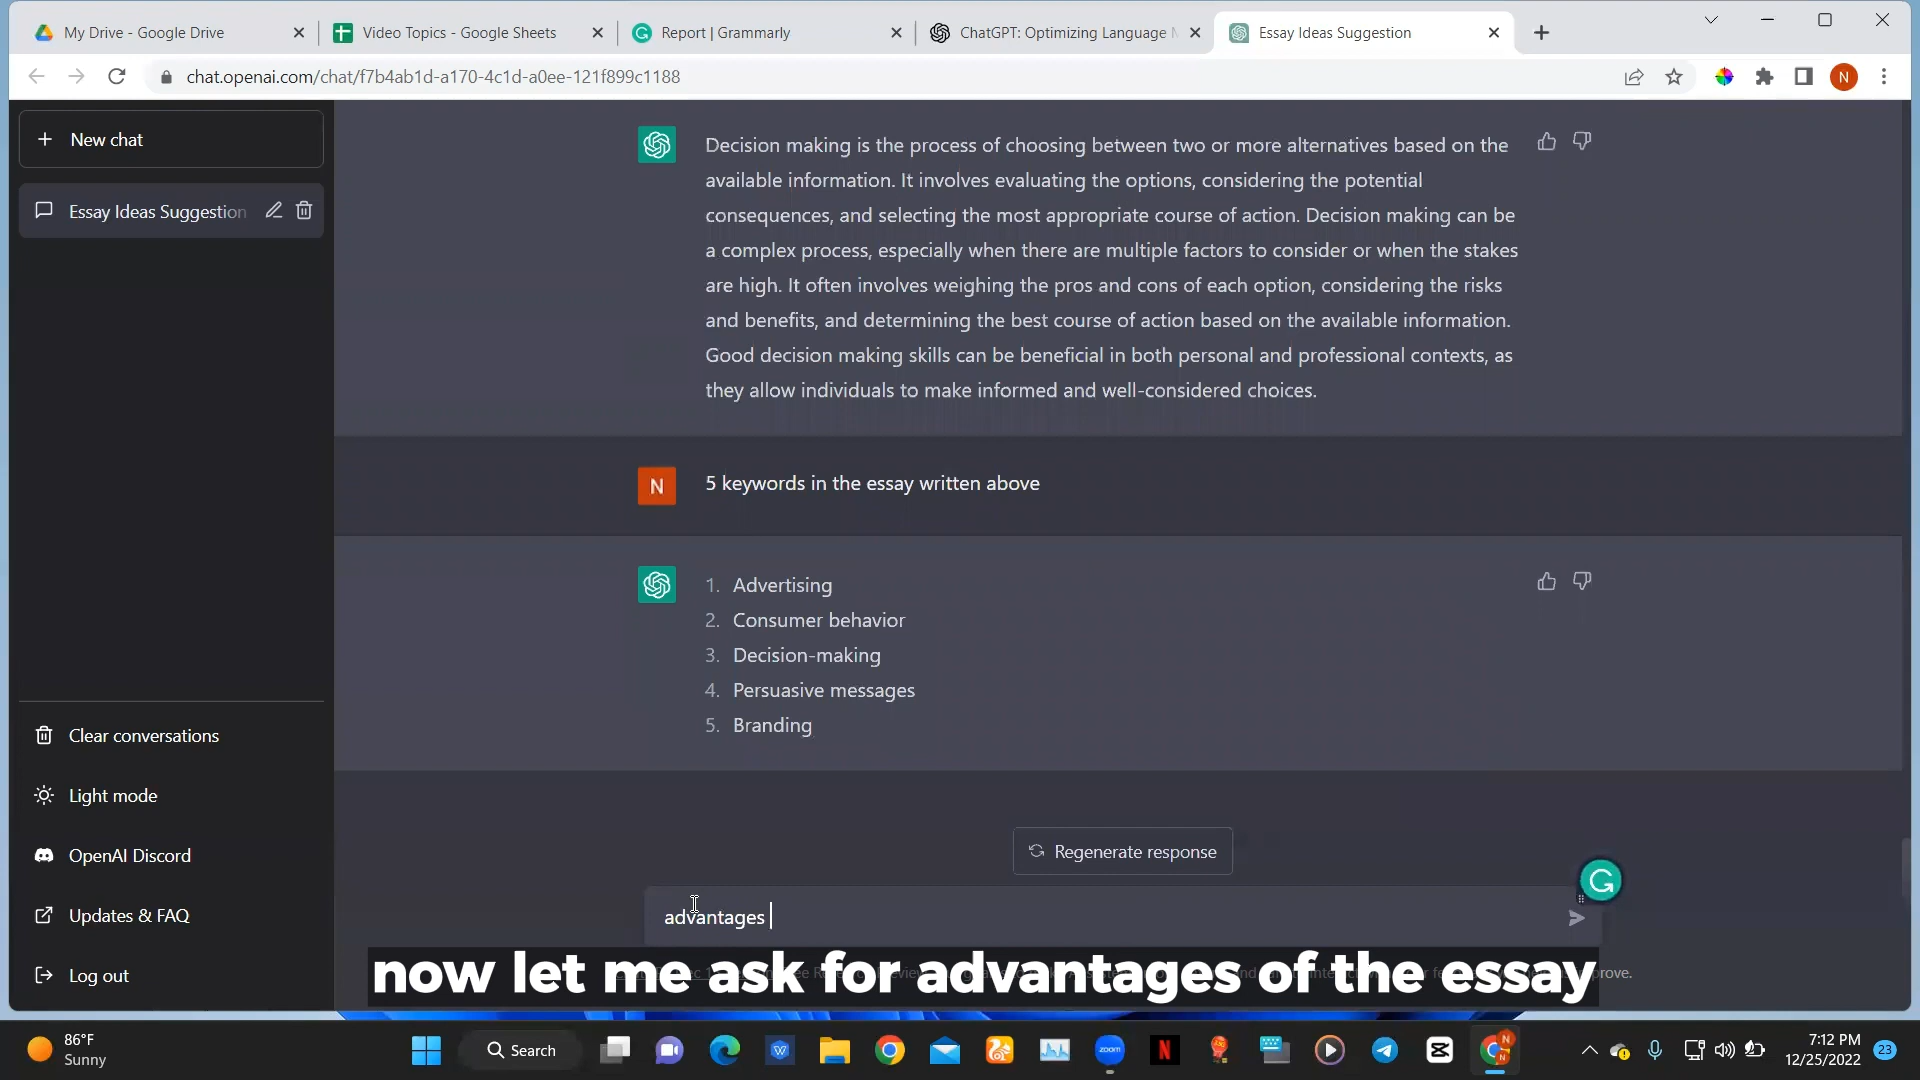 My Drive - Google Drive
Video Topics - Google Sheets
Report | Grammarly
ChatGPT: Optimizing Language
Essay Ideas Suggestion
chat.openai.com/chat/f7b4ab1d-a170-4c1d-a0ee-121f899c1188
N
New chat
Essay Ideas Suggestion
Decision making is the process of choosing between two or more alternatives based on the
available information. It involves evaluating the options, considering the potential
consequences, and selecting the most appropriate course of action. Decision making can be
a complex process, especially when there are multiple factors to consider or when the stakes
are high. It often involves weighing the pros and cons of each option, considering the risks
and benefits, and determining the best course of action based on the available information.
Good decision making skills can be beneficial in both personal and professional contexts, as
they allow individuals to make informed and well-considered choices.
N
5 keywords in the essay written above
1. Advertising
2. Consumer behavior
3. Decision-making
4. Persuasive messages
5. Branding
Clear conversations
Light mode
OpenAI Discord
Updates & FAQ
Log out
Regenerate response
advantages
now let me ask for advantages of the essay
86°F
Sunny
Search
zoom
N
7:12 PM
12/25/2022
23